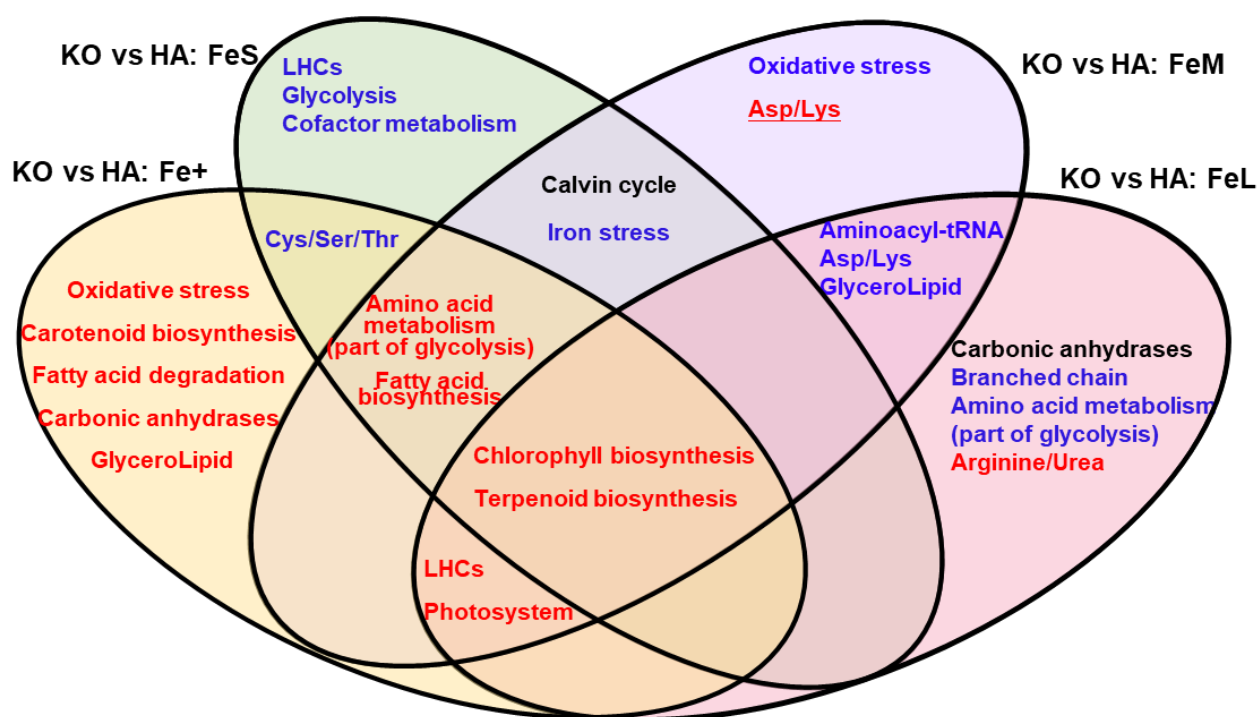 KO vs HA: FeS
KO vs HA: FeM
KO vs HA: Fe+
KO vs HA: FeL
LHCs
Glycolysis
Cofactor metabolism
Oxidative stress
Asp/Lys
Calvin cycle
Iron stress
Cys/Ser/Thr
Aminoacyl-tRNA
Asp/Lys
GlyceroLipid
Oxidative stress
Carotenoid biosynthesis
Fatty acid degradation
Carbonic anhydrases
GlyceroLipid
Amino acid
metabolism
(part of glycolysis)
Fatty acid
biosynthesis
Carbonic anhydrases
Branched chain
Amino acid metabolism
(part of glycolysis)
Arginine/Urea
Chlorophyll biosynthesis
Terpenoid biosynthesis
LHCs
Photosystem